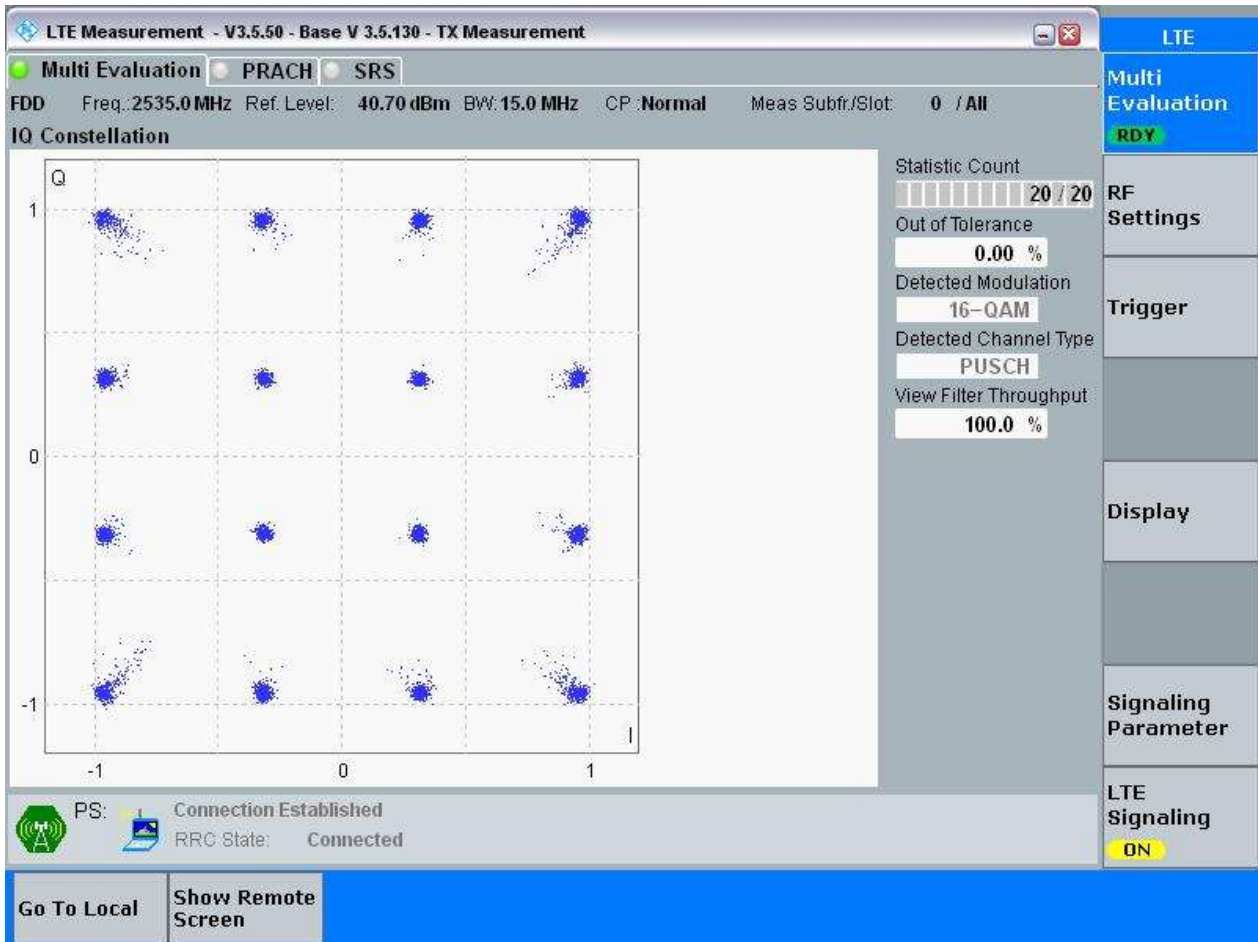 LTE Measurement - V3.5.50 - Base V 3.5.130 - TX Measurement
Multi Evaluation PRACH SRS
FDD Freq.:2535.0 MHz Ref. Level: 40.70 dBm BW:15.0 MHz CP :Normal Meas Subfr./Slot: 0 / All
IQ Constellation
Q
1
0
-1
-1 0 1
I
Statistic Count
20 / 20
Out of Tolerance
0.00 %
Detected Modulation
16-QAM
Detected Channel Type
PUSCH
View Filter Throughput
100.0 %
PS: Connection Established
RRC State: Connected
LTE
Multi
Evaluation
RDY
RF
Settings
Trigger
Display
Signaling
Parameter
LTE
Signaling
ON
Go To Local
Show Remote
Screen